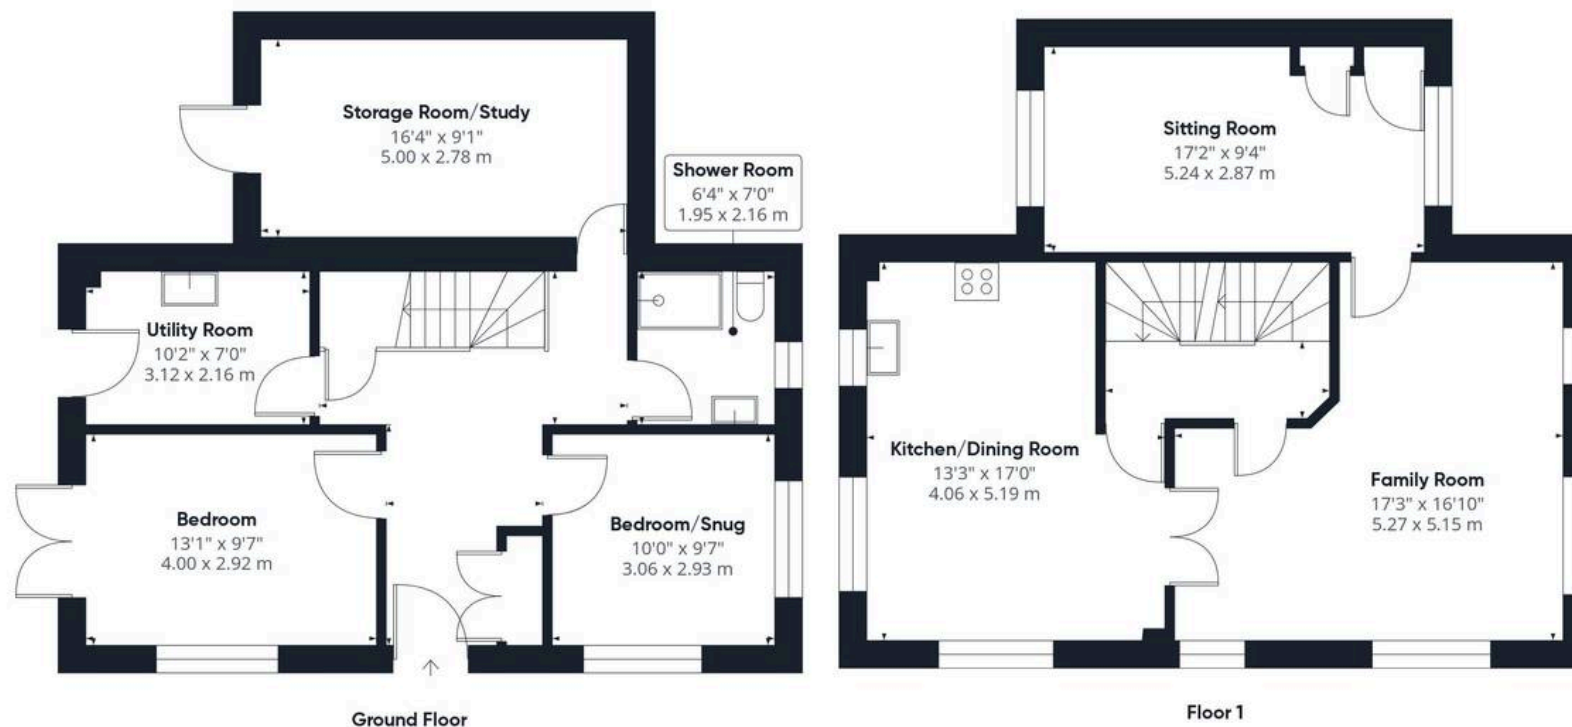 Storage Room/Study
16'4" x 9'1"
5.00 x 2.78 m
Shower Room
6'4" x 7'0"
1.95 x 2.16 m
Utility Room
10'2" x 7'0"
3.12 x 2.16 m
Bedroom
13'1" x 9'7"
4.00 x 2.92 m
Bedroom/Snug
10'0" x 9'7"
3.06 x 2.93 m
Ground Floor
Sitting Room
17'2" x 9'4"
5.24 x 2.87 m
Kitchen/Dining Room
13'3" x 17'0"
4.06 x 5.19 m
Family Room
17'3" x 16'10"
5.27 x 5.15 m
Floor 1